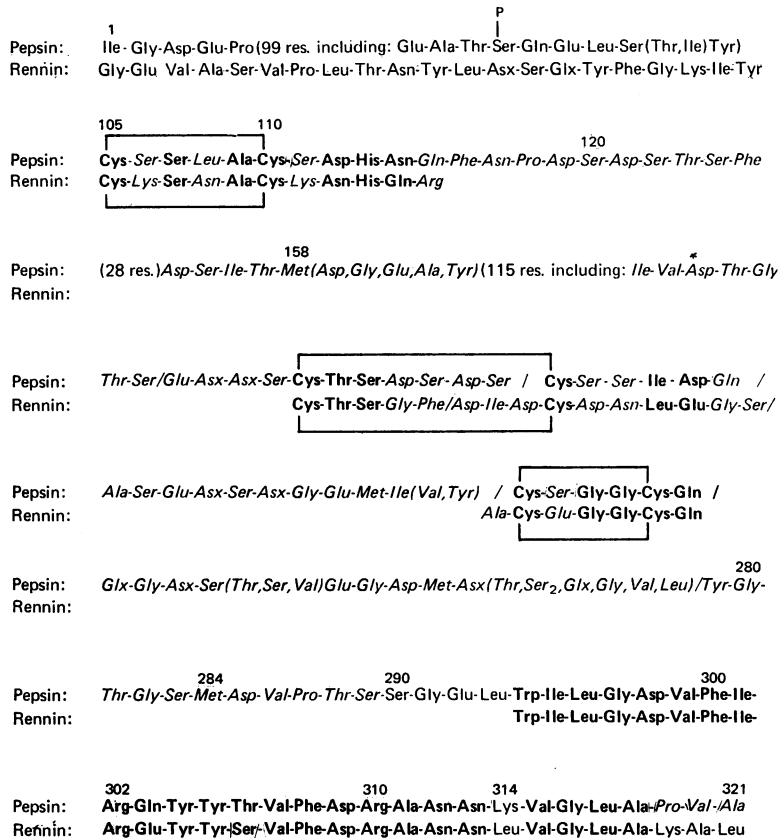 P
1
Pepsin: Ile-Gly-Asp-Glu-Pro(99 res. including: Glu-Ala-Thr-Ser-Gln-Glu-Leu-Ser(Thr,Ile)Tyr)
Rennin: Gly-Glu Val-Ala-Ser-Val-Pro-Leu-Thr-Asn-Tyr-Leu-Asx-Ser-Glx-Tyr-Phe-Gly-Lys-Ile-Tyr
105 110
120
Pepsin: Cys-Ser-Ser-Leu-Ala-Cys-Ser-Asp-His-Asn-Gln-Phe-Asn-Pro-Asp-Ser-Asp-Ser-Thr-Ser-Phe
Rennin: Cys-Lys-Ser-Asn-Ala-Cys-Lys-Asn-His-Gln-Arg
158 *
Pepsin: (28 res.)Asp-Ser-Ile-Thr-Met(Asp,Gly,Glu,Ala,Tyr)(115 res. including: Ile-Val-Asp-Thr-Gly
Rennin:
Pepsin: Thr-Ser/Glu-Asx-Asx-Ser-Cys-Thr-Ser-Asp-Ser-Asp-Ser / Cys-Ser-Ser-Ile-Asp-Gln /
Rennin: Cys-Thr-Ser-Gly-Phe/Asp-Ile-Asp-Cys-Asp-Asn-Leu-Glu-Gly-Ser/
Pepsin: Ala-Ser-Glu-Asx-Ser-Asx-Gly-Glu-Met-Ile(Val,Tyr) / Cys-Ser-Gly-Gly-Cys-Gln /
Rennin: Ala-Cys-Glu-Gly-Gly-Cys-Gln
280
Pepsin: Glx-Gly-Asx-Ser(Thr,Ser,Val)Glu-Gly-Asp-Met-Asx(Thr,Ser2,Glx,Gly,Val,Leu)/Tyr-Gly-
Rennin:
284 290 300
Pepsin: Thr-Gly-Ser-Met-Asp-Val-Pro-Thr-Ser-Ser-Gly-Glu-Leu-Trp-Ile-Leu-Gly-Asp-Val-Phe-Ile-
Rennin: Trp-Ile-Leu-Gly-Asp-Val-Phe-Ile-
302 310 314 321
Pepsin: Arg-Gln-Tyr-Tyr-Thr-Val-Phe-Asp-Arg-Ala-Asn-Asn-Lys-Val-Gly-Leu-Ala-Pro-Val-Ala
Rennin: Arg-Glu-Tyr-Tyr-Ser-Val-Phe-Asp-Arg-Ala-Asn-Asn-Leu-Val-Gly-Leu-Ala-Lys-Ala-Leu